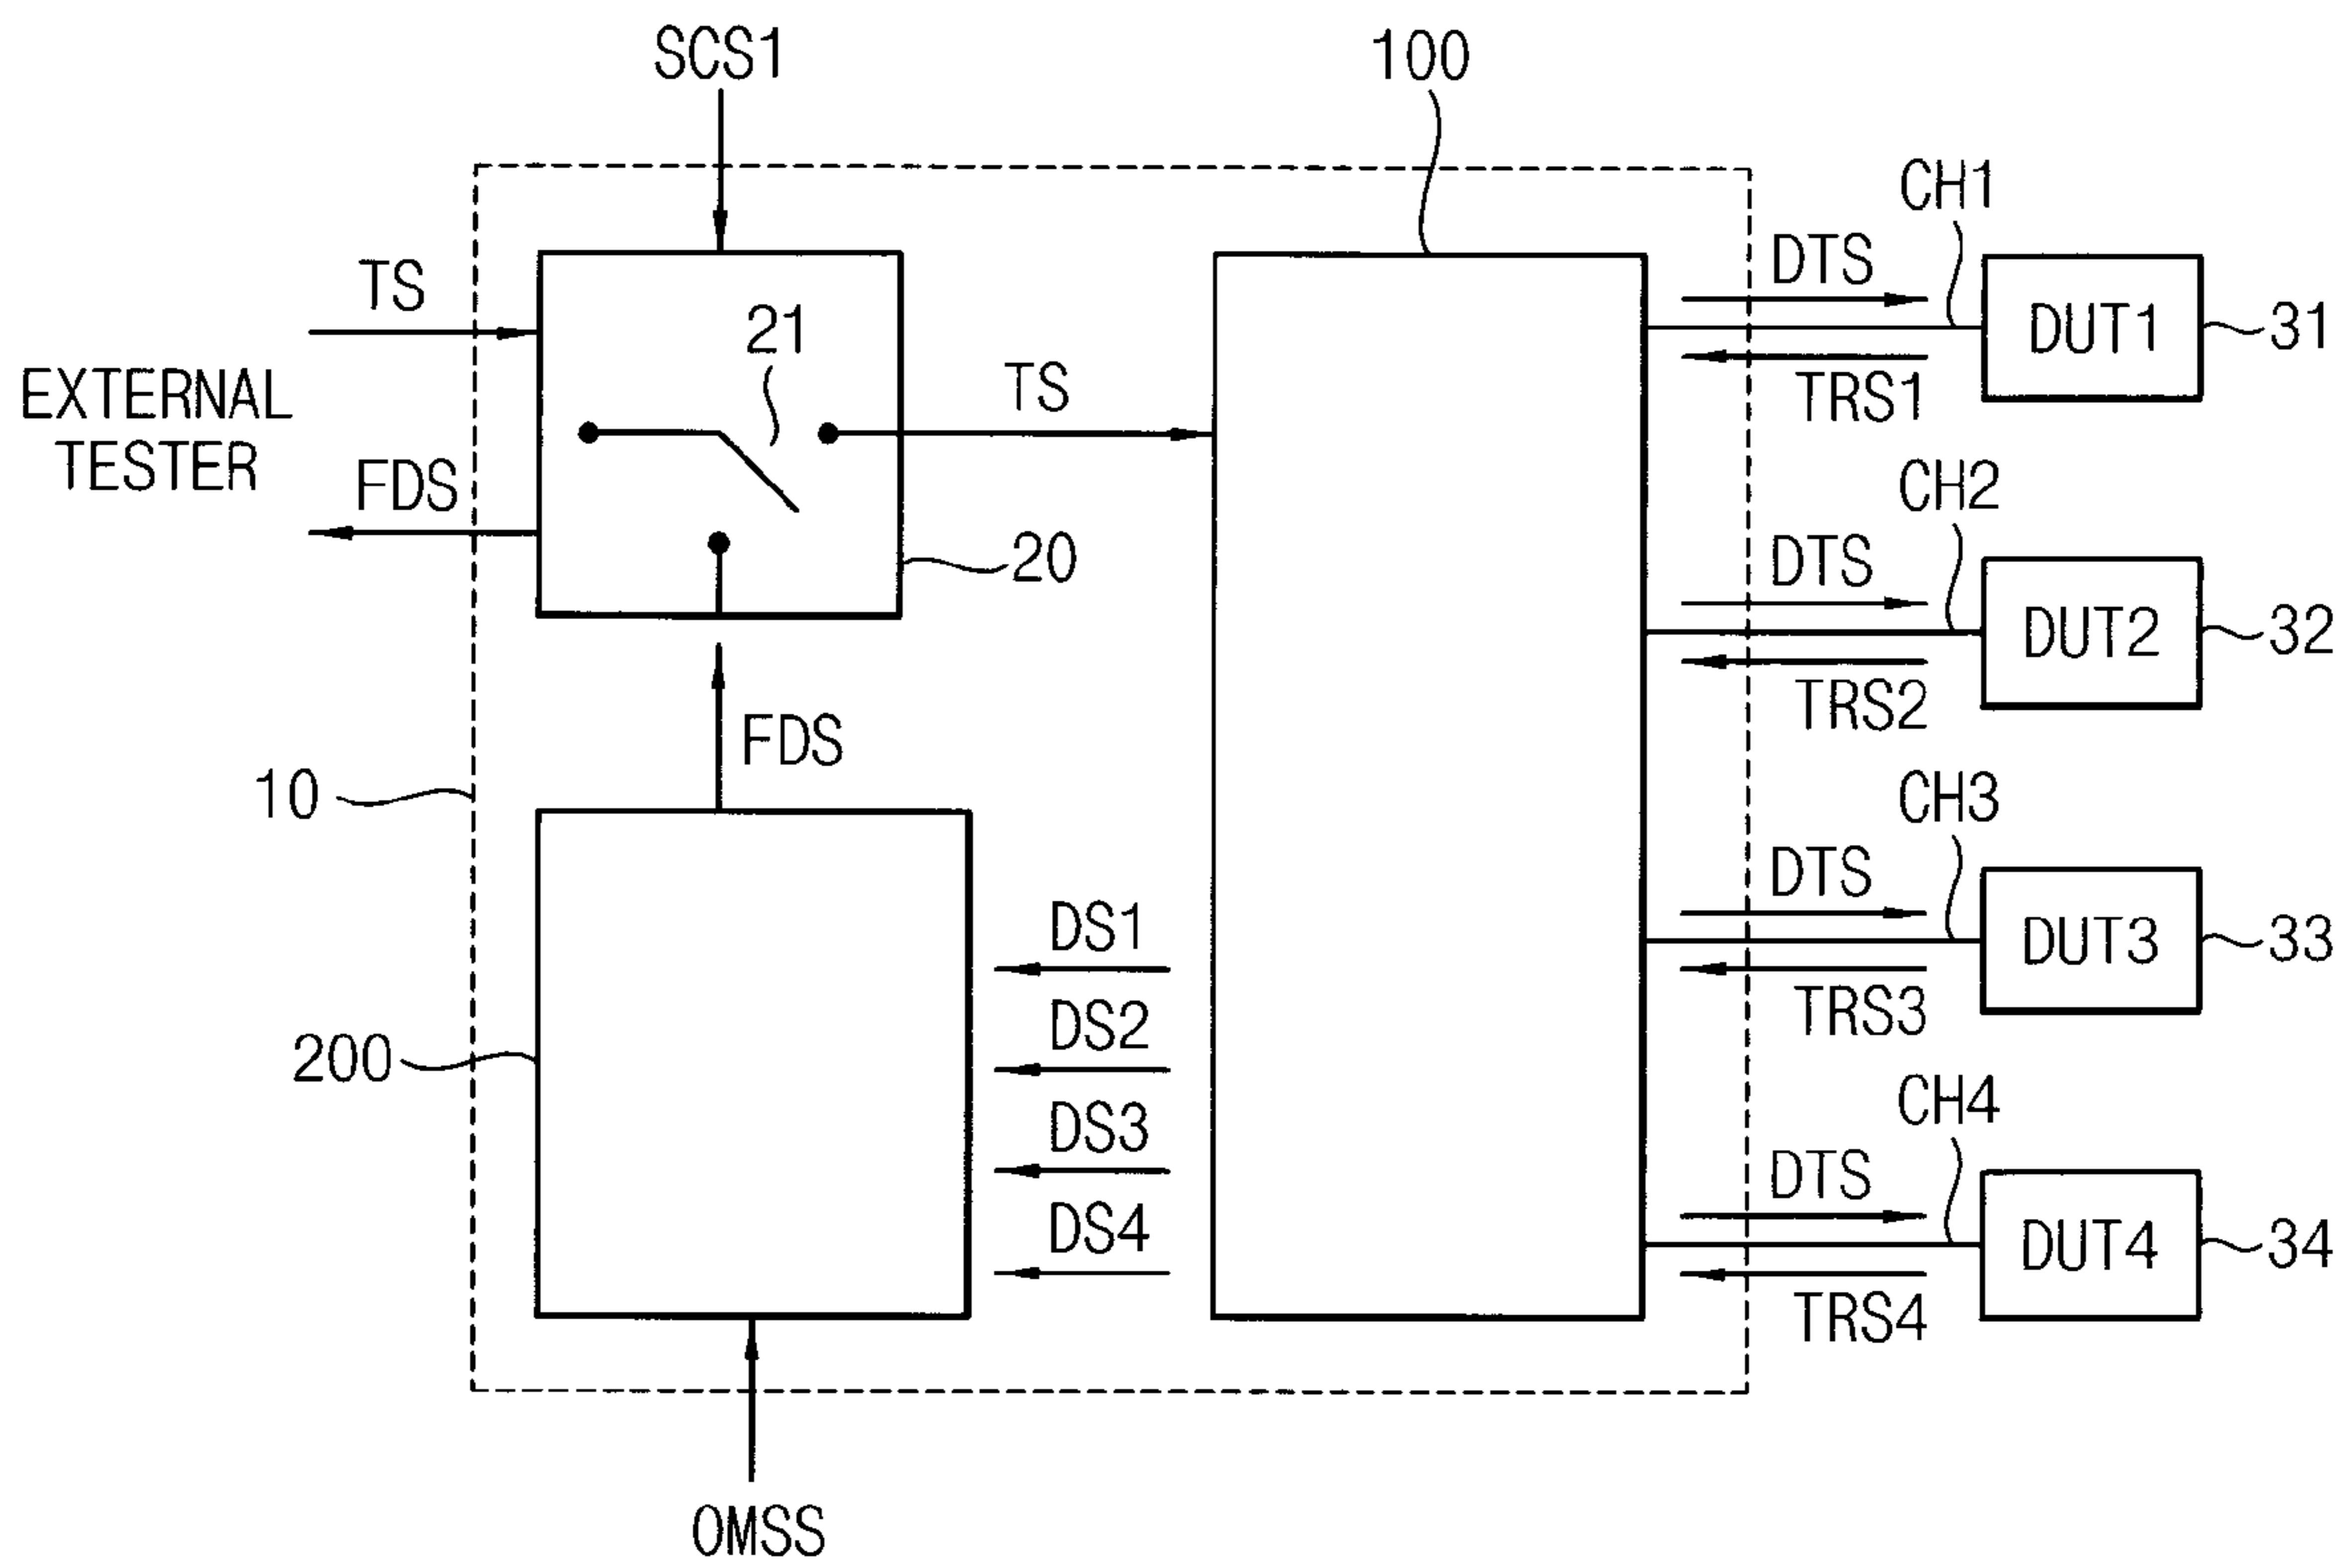 SCS1
100
CH1
TS
DTS
21
DUT1
31
EXTERNAL
TESTER
TS
TRS1
FDS
CH2
20
DTS
DUT2
32
TRS2
FDS
10
CH3
DTS
DS1
DUT3
33
TRS3
DS2
200
CH4
DS3
DTS
DS4
DUT4
34
TRS4
OMSS